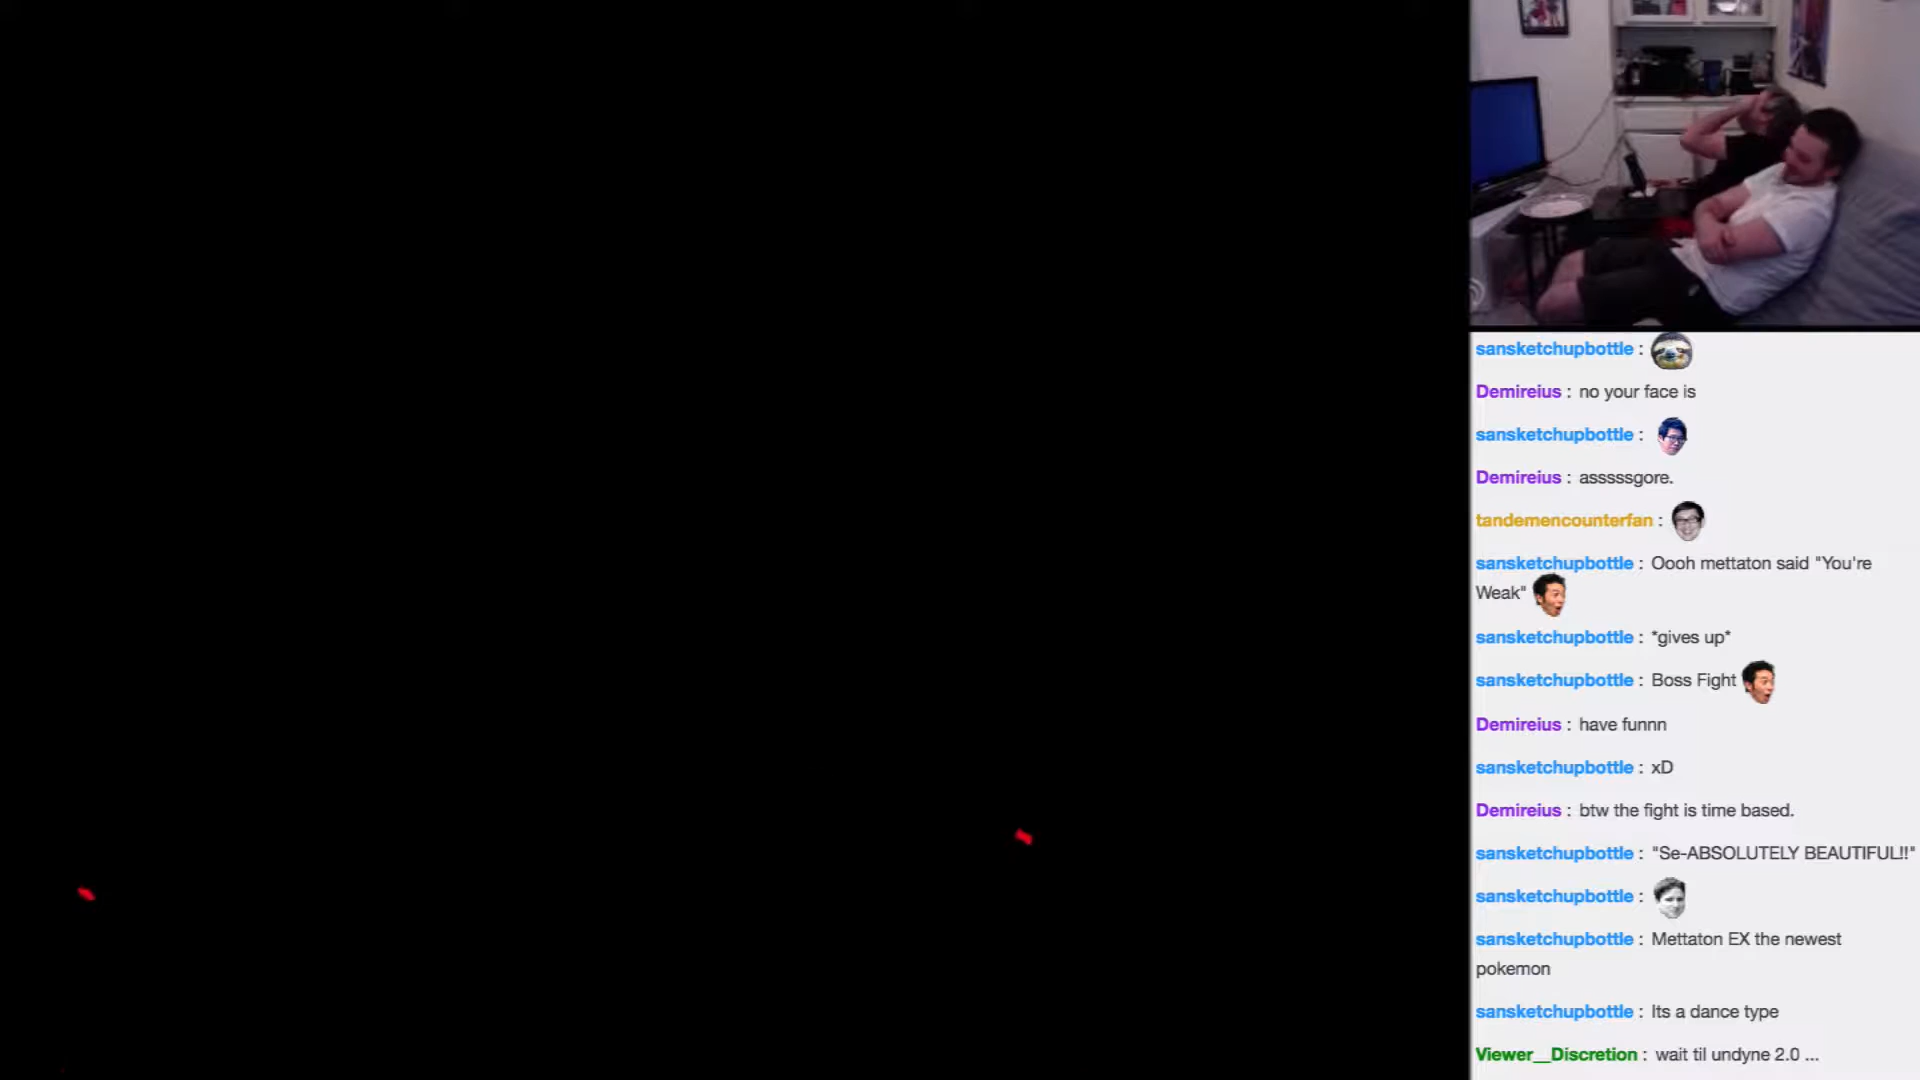 sansketchupbottle :
Demireius : no your face is
sansketchupbottle :
Demireius : asssssgore.
tandemencounterfan :
sansketchupbottle : Oooh mettaton said "You're
Weak"
sansketchupbottle : *gives up*
sansketchupbottle : Boss Fight
Demireius : have funnn
sansketchupbottle : xD
Demireius : btw the fight is time based.
sansketchupbottle : "Se-ABSOLUTELY BEAUTIFUL!!"
sansketchupbottle :
sansketchupbottle : Mettaton EX the newest
pokemon
sansketchupbottle : Its a dance type
Viewer__Discretion : wait til undyne 2.0 ...